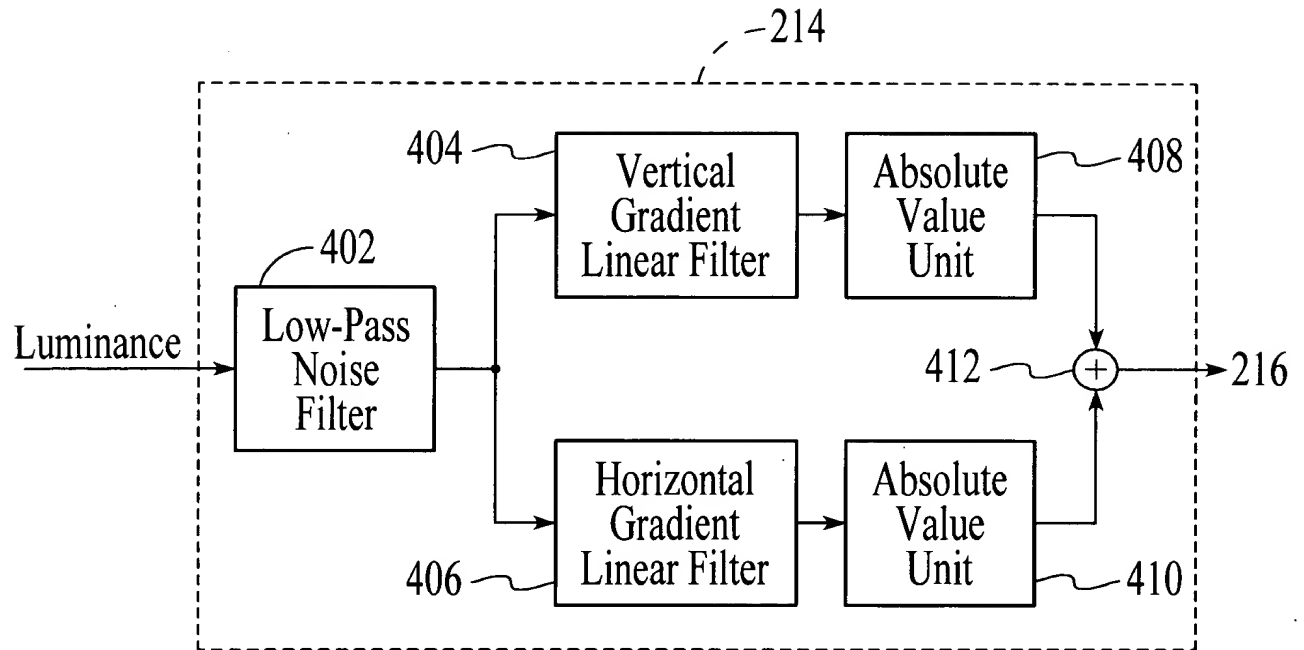 214
404
Vertical
Gradient
Linear Filter
Absolute
Value
Unit
408
402
Low-Pass
Noise
Filter
Luminance
412
+
216
406
Horizontal
Gradient
Linear Filter
Absolute
Value
Unit
410